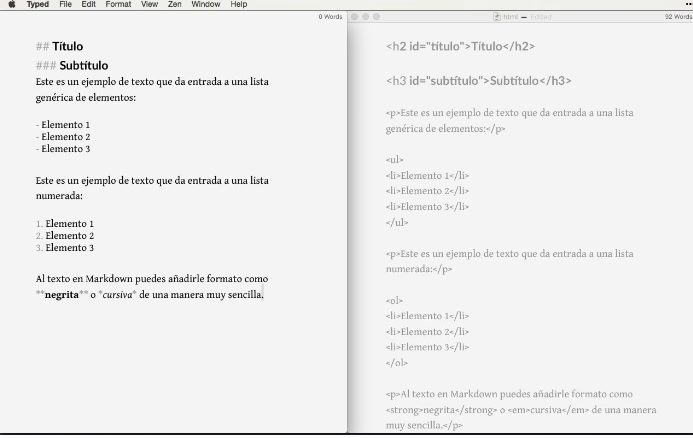 Typed File Edit Format View Zen Window Help
0 Words
html — Edited
92 Words
## Título
### Subtítulo
Este es un ejemplo de texto que da entrada a una lista
genérica de elementos:
- Elemento 1
- Elemento 2
- Elemento 3
Este es un ejemplo de texto que da entrada a una lista
numerada:
1. Elemento 1
2. Elemento 2
3. Elemento 3
Al texto en Markdown puedes añadirle formato como
**negrita** o *cursiva* de una manera muy sencilla.
<h2 id="título">Título</h2>
<h3 id="subtítulo">Subtítulo</h3>
<p>Este es un ejemplo de texto que da entrada a una lista
genérica de elementos:</p>
<ul>
<li>Elemento 1</li>
<li>Elemento 2</li>
<li>Elemento 3</li>
</ul>
<p>Este es un ejemplo de texto que da entrada a una lista
numerada:</p>
<ol>
<li>Elemento 1</li>
<li>Elemento 2</li>
<li>Elemento 3</li>
</ol>
<p>Al texto en Markdown puedes añadirle formato como
<strong>negrita</strong> o <em>cursiva</em> de una manera
muy sencilla.</p>